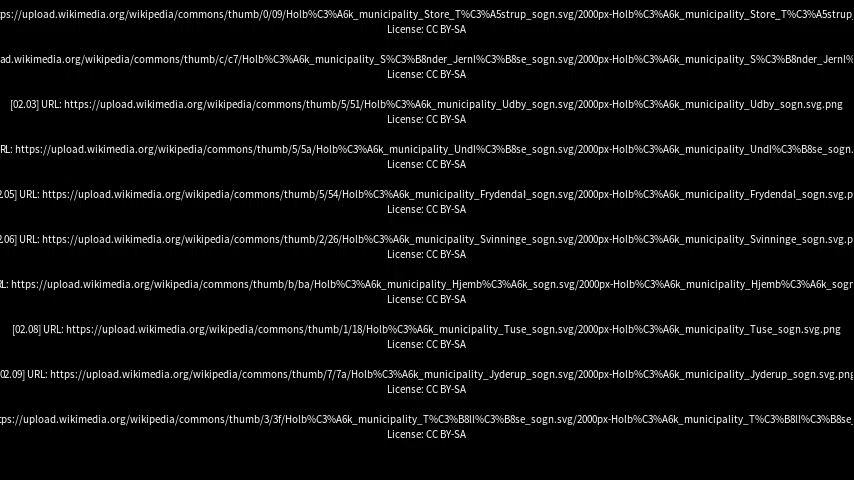 ps://upload.wikimedia.org/wikipedia/commons/thumb/0/09/Holb%C3%A6k_municipality_Store_T%C3%A5strup_sogn.svg/2000px-Holb%C3%A6k_municipality_Store_T%C3%A5strup_
License: CC BY-SA
ad.wikimedia.org/wikipedia/commons/thumb/c/c7/Holb%C3%A6k_municipality_S%C3%B8nder_Jernl%C3%B8se_sogn.svg/2000px-Holb%C3%A6k_municipality_S%C3%B8nder_Jernl%
License: CC BY-SA
[02.03] URL: https://upload.wikimedia.org/wikipedia/commons/thumb/5/51/Holb%C3%A6k_municipality_Udby_sogn.svg/2000px-Holb%C3%A6k_municipality_Udby_sogn.svg.png
License: CC BY-SA
RL: https://upload.wikimedia.org/wikipedia/commons/thumb/5/5a/Holb%C3%A6k_municipality_Undl%C3%B8se_sogn.svg/2000px-Holb%C3%A6k_municipality_Undl%C3%B8se_sogn.
License: CC BY-SA
2.05] URL: https://upload.wikimedia.org/wikipedia/commons/thumb/5/54/Holb%C3%A6k_municipality_Frydendal_sogn.svg/2000px-Holb%C3%A6k_municipality_Frydendal_sogn.svg.p
License: CC BY-SA
2.06] URL: https://upload.wikimedia.org/wikipedia/commons/thumb/2/26/Holb%C3%A6k_municipality_Svinninge_sogn.svg/2000px-Holb%C3%A6k_municipality_Svinninge_sogn.svg.p
License: CC BY-SA
RL: https://upload.wikimedia.org/wikipedia/commons/thumb/b/ba/Holb%C3%A6k_municipality_Hjemb%C3%A6k_sogn.svg/2000px-Holb%C3%A6k_municipality_Hjemb%C3%A6k_sogn
License: CC BY-SA
[02.08] URL: https://upload.wikimedia.org/wikipedia/commons/thumb/1/18/Holb%C3%A6k_municipality_Tuse_sogn.svg/2000px-Holb%C3%A6k_municipality_Tuse_sogn.svg.png
License: CC BY-SA
02.09] URL: https://upload.wikimedia.org/wikipedia/commons/thumb/7/7a/Holb%C3%A6k_municipality_Jyderup_sogn.svg/2000px-Holb%C3%A6k_municipality_Jyderup_sogn.svg.png
License: CC BY-SA
tps://upload.wikimedia.org/wikipedia/commons/thumb/3/3f/Holb%C3%A6k_municipality_T%C3%B8ll%C3%B8se_sogn.svg/2000px-Holb%C3%A6k_municipality_T%C3%B8ll%C3%B8se_
License: CC BY-SA